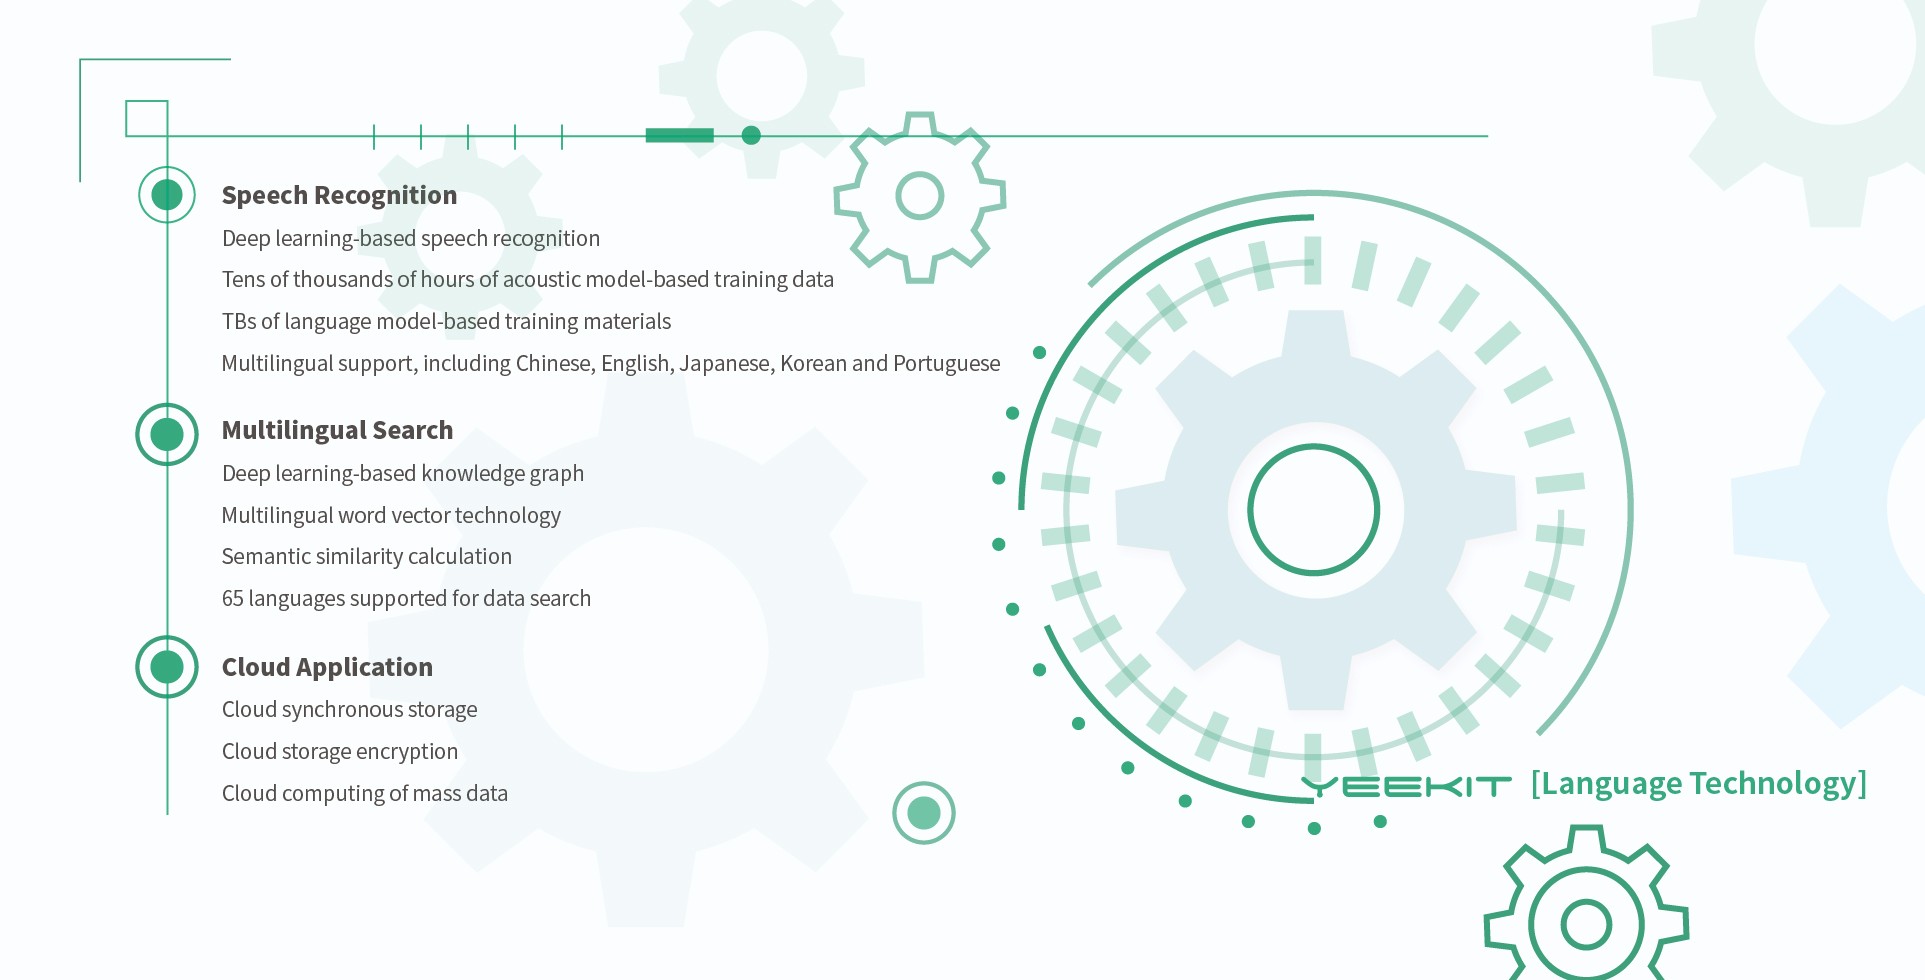 Speech Recognition
Deep learning-based speech recognition
Tens of thousands of hours of acoustic model-based training data
TBs of language model-based training materials
Multilingual support, including Chinese, English, Japanese, Korean and Portuguese
Multilingual Search
Deep learning-based knowledge graph
Multilingual word vector technology
Semantic similarity calculation
65 languages supported for data search
Cloud Application
Cloud synchronous storage
Cloud storage encryption
Cloud computing of mass data
YEEKIT [Language Technology]